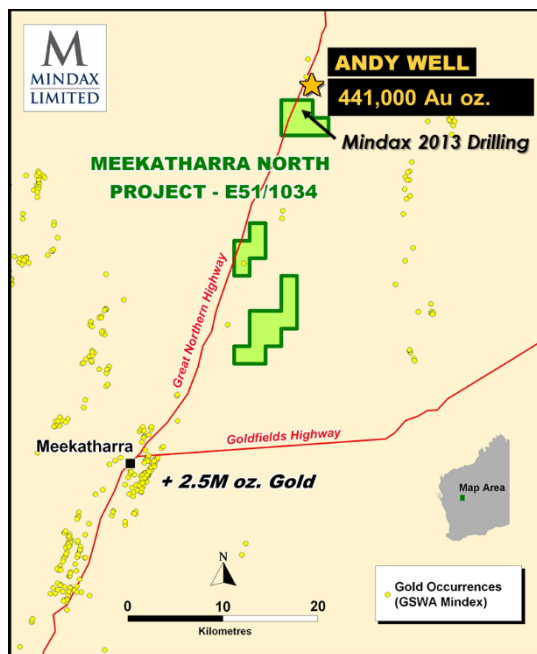 M
MINDAX
LIMITED
ANDY WELL
441,000 Au oz.
Mindax 2013 Drilling
MEEKATHARRA NORTH
PROJECT - E51/1034
Great Northern Highway
Goldfields Highway
Meekatharra
+ 2.5M oz. Gold
Map Area
N
0 10 20
Kilometres
Gold Occurrences
(GSWA Mindex)